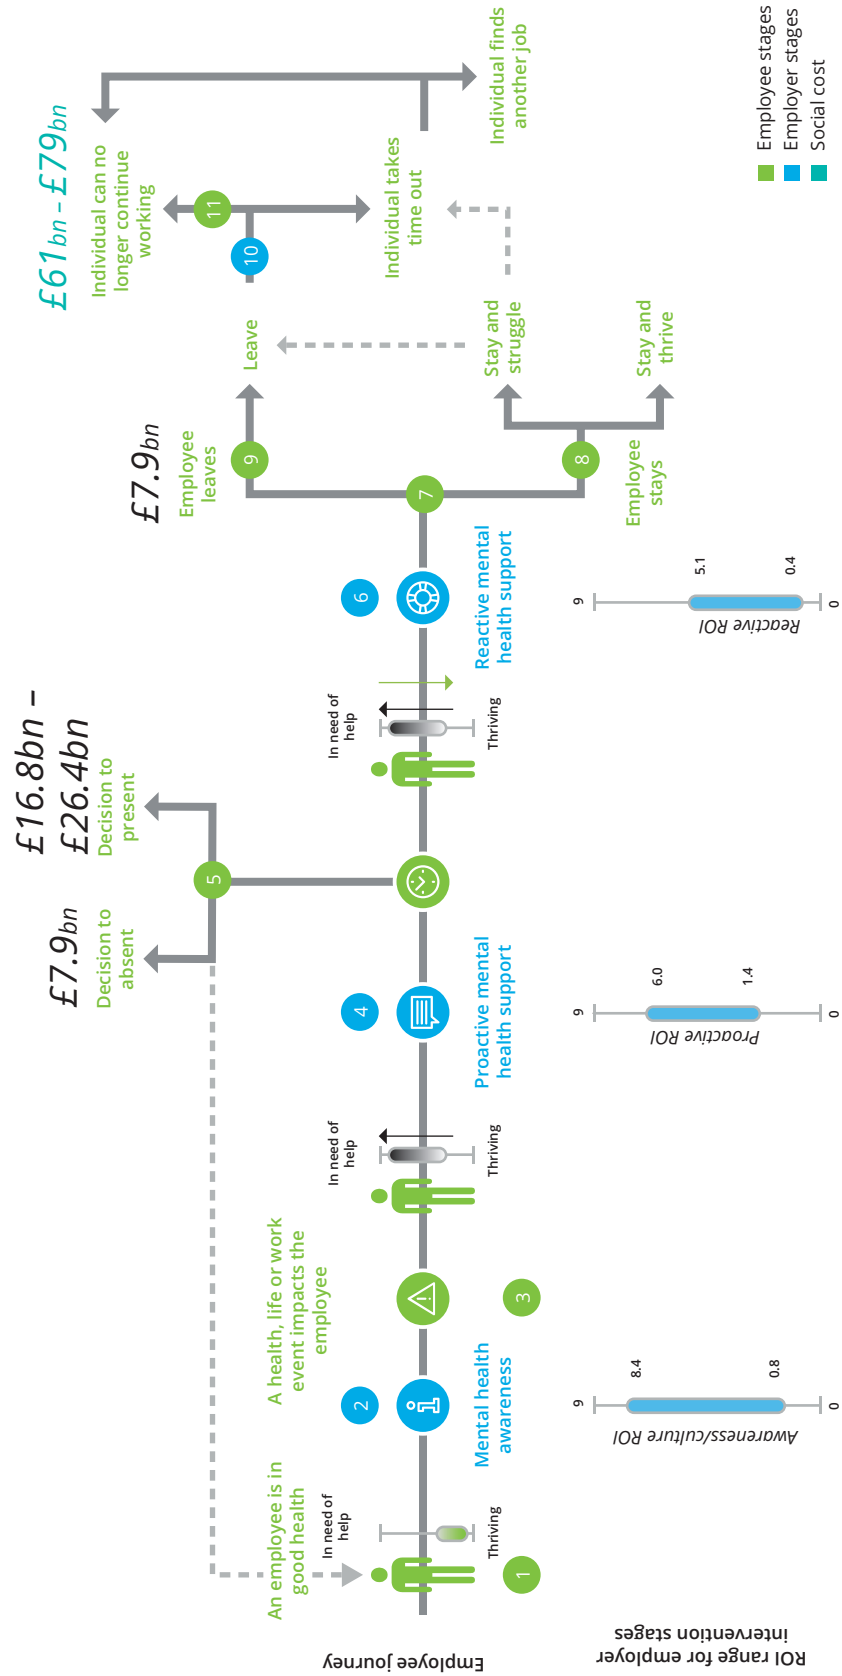 £61bn – £79bn
Individual can no
longer continue
working
11
10
Individual takes
time out
Individual finds
another job
£7.9bn
Employee
leaves
9
Leave
Stay and
struggle
Stay and
thrive
7
8
Employee
stays
£16.8bn –
£26.4bn
Decision to
present
£7.9bn
Decision to
absent
5
6
Reactive mental
health support
In need of
help
Thriving
4
Proactive mental
health support
In need of
help
Thriving
A health, life or work
event impacts the
employee
3
2
Mental health
awareness
An employee is in
good health
In need of
help
Thriving
1
Employee journey
ROI range for employer
intervention stages
9
8.4
0.8
0
Awareness/culture ROI
9
6.0
1.4
0
Proactive ROI
9
5.1
0.4
0
Reactive ROI
Employee stages
Employer stages
Social cost